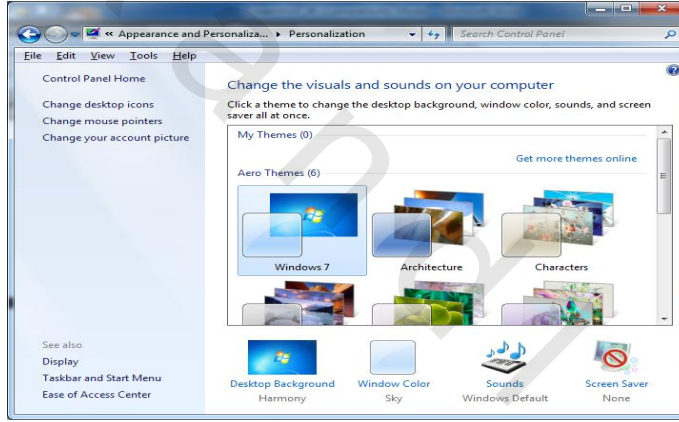 « Appearance and Personaliza... ▸ Personalization
Search Control Panel
File Edit View Tools Help
Control Panel Home
Change desktop icons
Change mouse pointers
Change your account picture
Change the visuals and sounds on your computer
Click a theme to change the desktop background, window color, sounds, and screen
saver all at once.
My Themes (0)
Get more themes online
Aero Themes (6)
Windows 7
Architecture
Characters
See also
Display
Taskbar and Start Menu
Ease of Access Center
Desktop Background
Harmony
Window Color
Sky
Sounds
Windows Default
Screen Saver
None